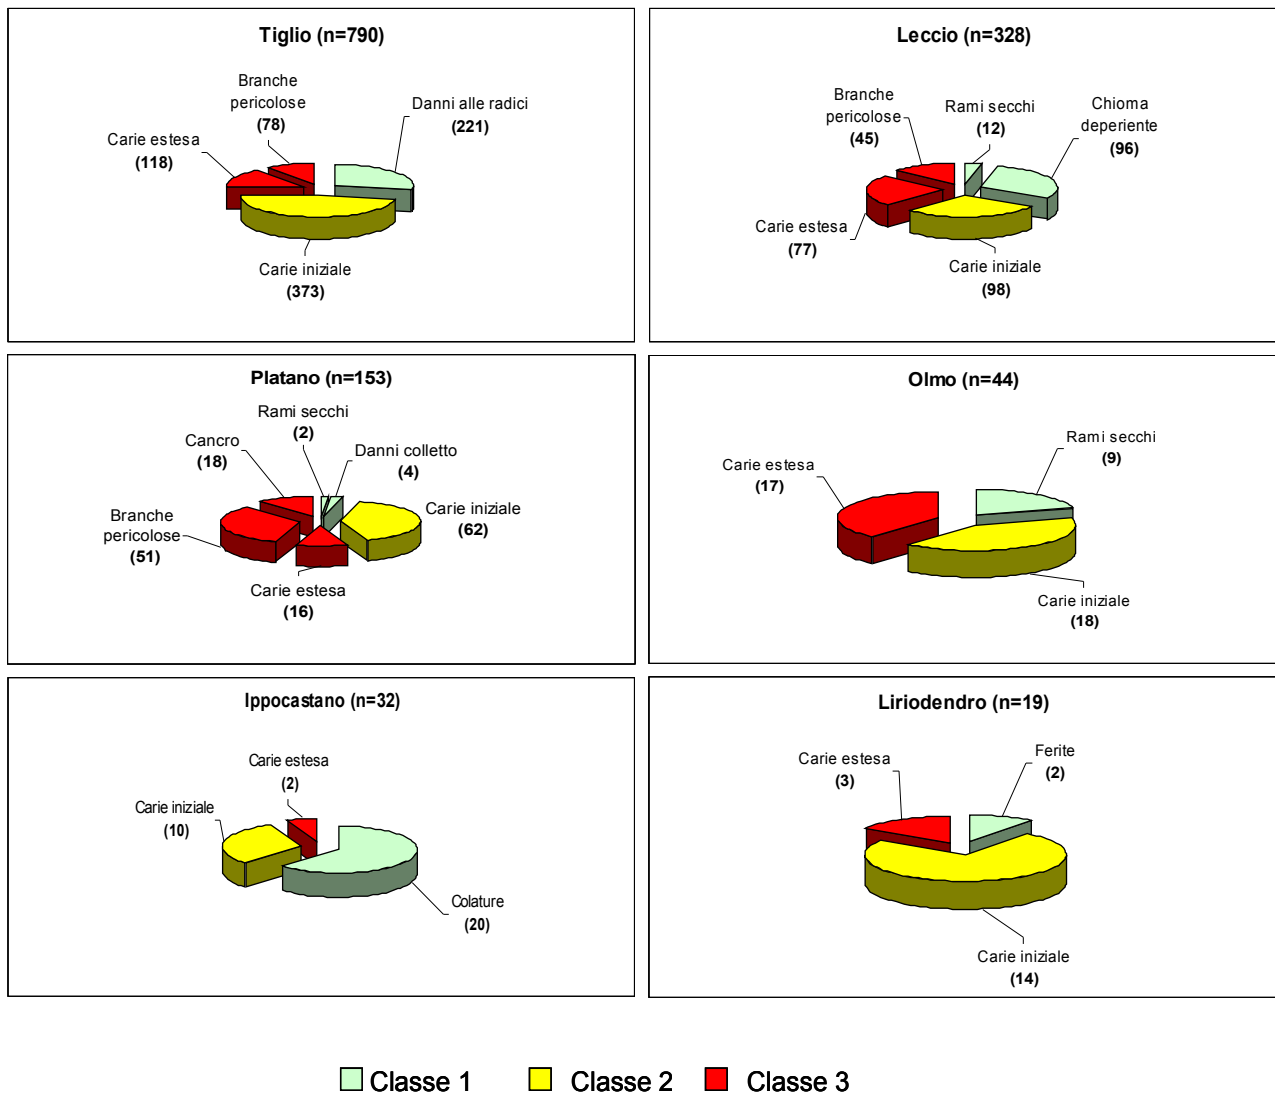 Tiglio (n=790)
Branche
pericolose
(78)
Danni alle radici
(221)
Carie estesa
(118)
Carie iniziale
(373)
Leccio (n=328)
Branche
pericolose
(45)
Rami secchi
(12)
Chioma
deperiente
(96)
Carie estesa
(77)
Carie iniziale
(98)
Platano (n=153)
Rami secchi
(2)
Cancro
(18)
Danni colletto
(4)
Carie iniziale
(62)
Branche
pericolose
(51)
Carie estesa
(16)
Olmo (n=44)
Rami secchi
(9)
Carie estesa
(17)
Carie iniziale
(18)
Ippocastano (n=32)
Carie estesa
(2)
Carie iniziale
(10)
Colature
(20)
Liriodendro (n=19)
Ferite
(2)
Carie estesa
(3)
Carie iniziale
(14)
Classe 1
Classe 2
Classe 3